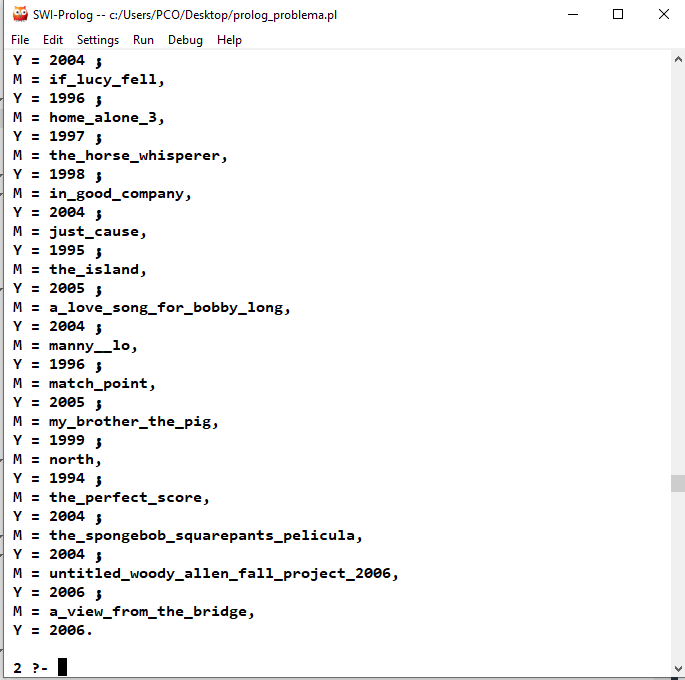 SWI-Prolog -- c:/Users/PCO/Desktop/prolog_problema.pl
File Edit Settings Run Debug Help
Y = 2004 ;
M = if_lucy_fell,
Y = 1996 ;
M = home_alone_3,
Y = 1997 ;
M = the_horse_whisperer,
Y = 1998 ;
M = in_good_company,
Y = 2004 ;
M = just_cause,
Y = 1995 ;
M = the_island,
Y = 2005 ;
M = a_love_song_for_bobby_long,
Y = 2004 ;
M = manny__lo,
Y = 1996 ;
M = match_point,
Y = 2005 ;
M = my_brother_the_pig,
Y = 1999 ;
M = north,
Y = 1994 ;
M = the_perfect_score,
Y = 2004 ;
M = the_spongebob_squarepants_pelicula,
Y = 2004 ;
M = untitled_woody_allen_fall_project_2006,
Y = 2006 ;
M = a_view_from_the_bridge,
Y = 2006.
2 ?-